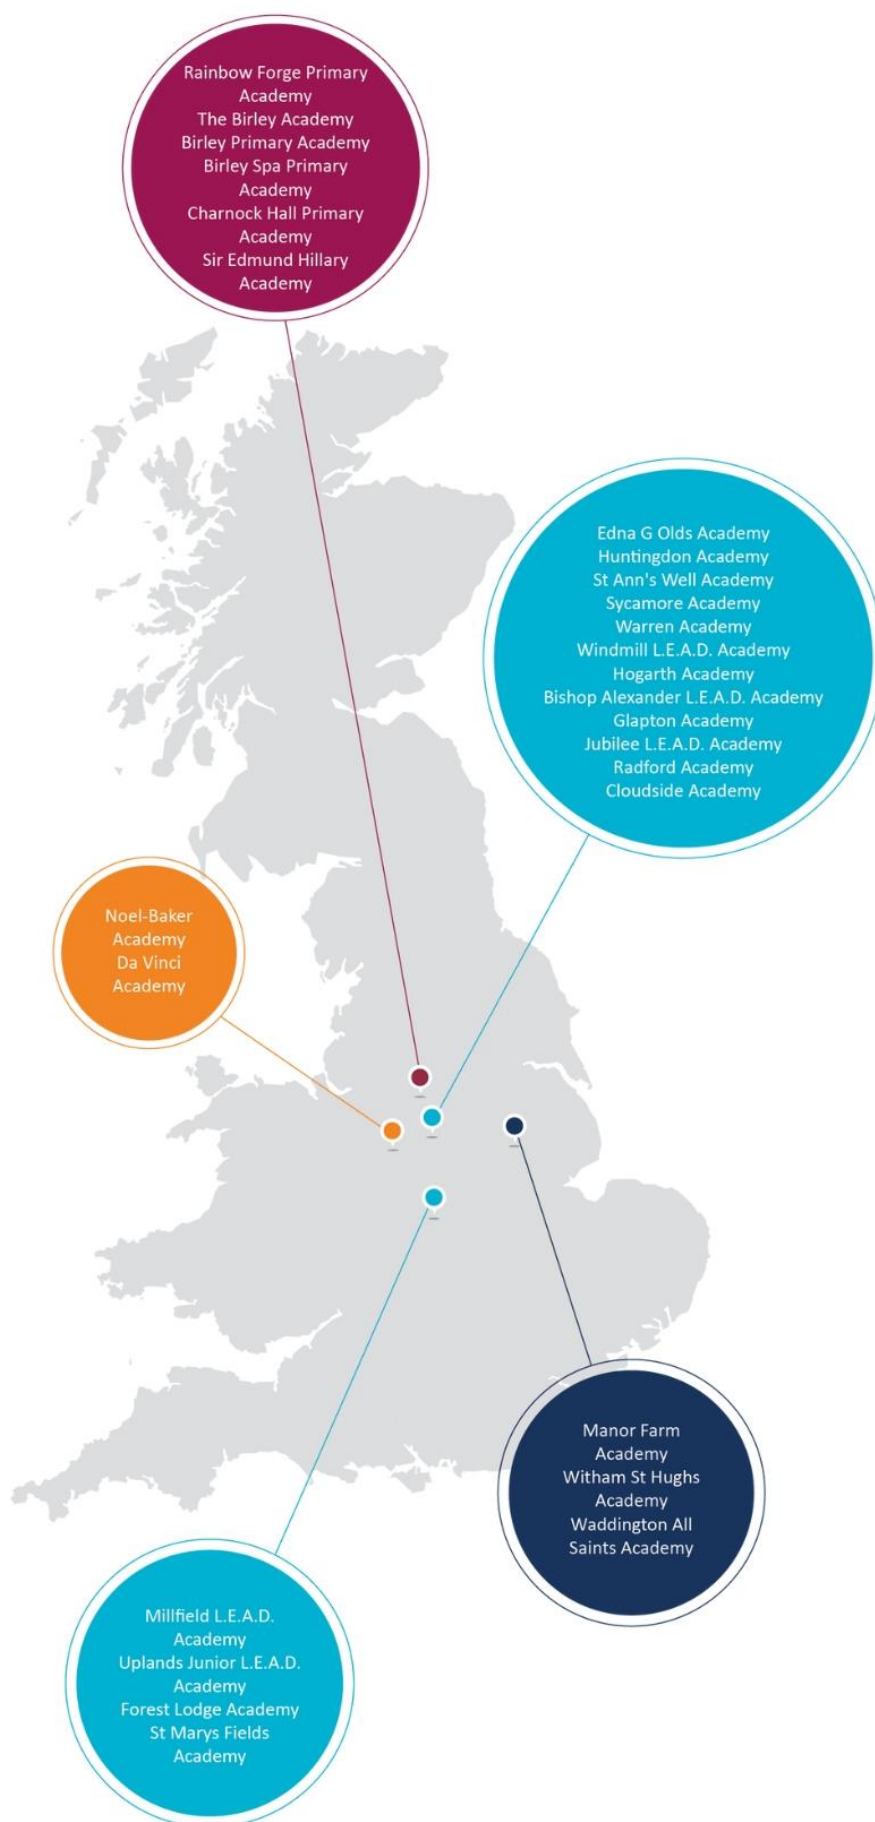 Rainbow Forge Primary
Academy
The Birley Academy
Birley Primary Academy
Birley Spa Primary
Academy
Charnock Hall Primary
Academy
Sir Edmund Hillary
Academy
Edna G Olds Academy
Huntingdon Academy
St Ann's Well Academy
Sycamore Academy
Warren Academy
Windmill L.E.A.D. Academy
Hogarth Academy
Bishop Alexander L.E.A.D. Academy
Glapton Academy
Jubilee L.E.A.D. Academy
Radford Academy
Cloudside Academy
Noel-Baker
Academy
Da Vinci
Academy
Manor Farm
Academy
Witham St Hughs
Academy
Waddington All
Saints Academy
Millfield L.E.A.D.
Academy
Uplands Junior L.E.A.D.
Academy
Forest Lodge Academy
St Marys Fields
Academy